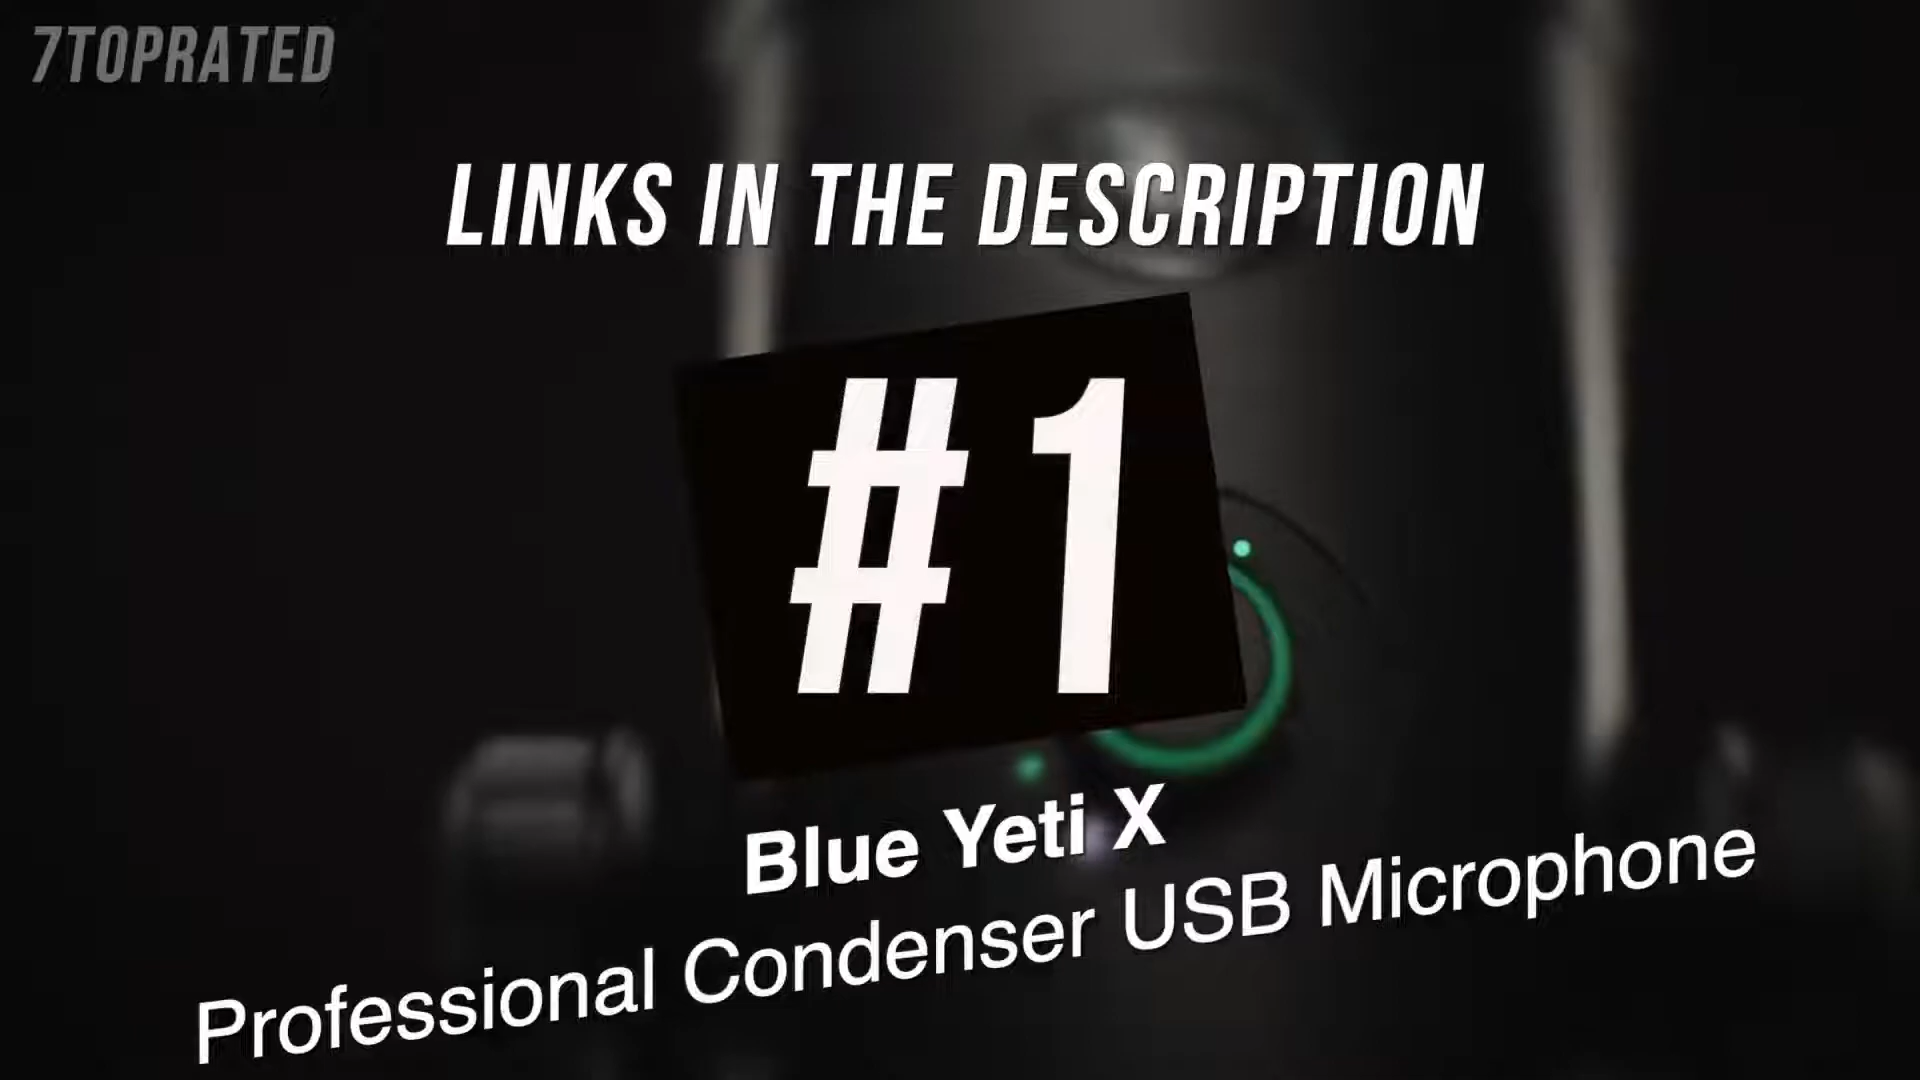 7TOPRATED
LINKS IN THE DESCRIPTION
#1
Blue Yeti X
Professional Condenser USB Microphone